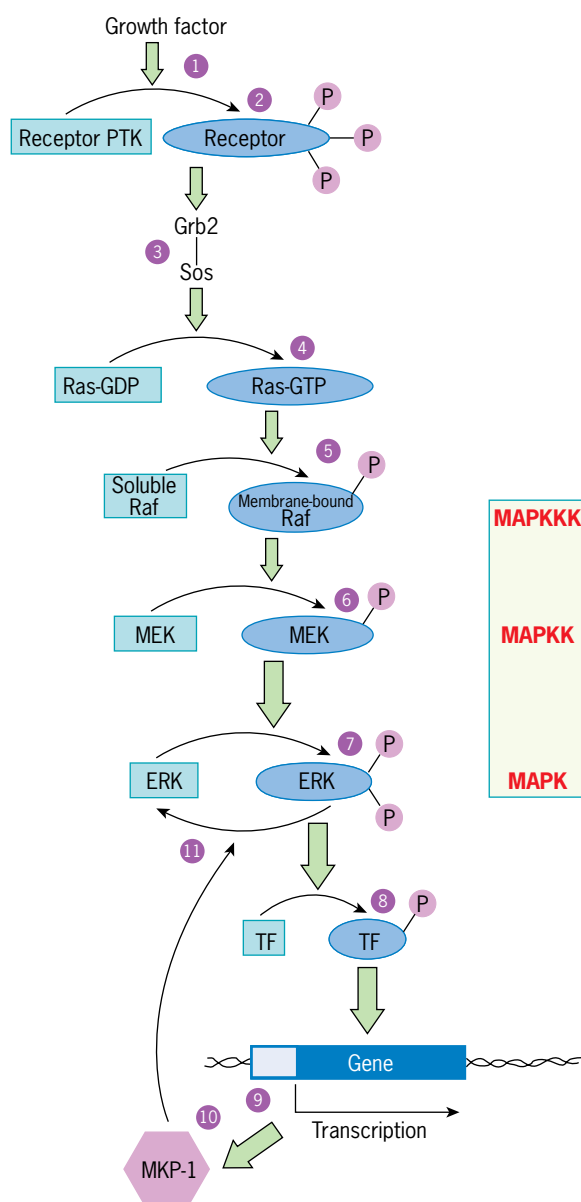 Growth factor
1
2
P
Receptor PTK
Receptor
P
P
Grb2
3
Sos
4
Ras-GDP
Ras-GTP
5
P
Soluble
Raf
Membrane-bound
Raf
MAPKKK
6
P
MEK
MEK
MAPKK
7
P
ERK
ERK
MAPK
P
11
8
P
TF
TF
Gene
9
Transcription
10
MKP-1